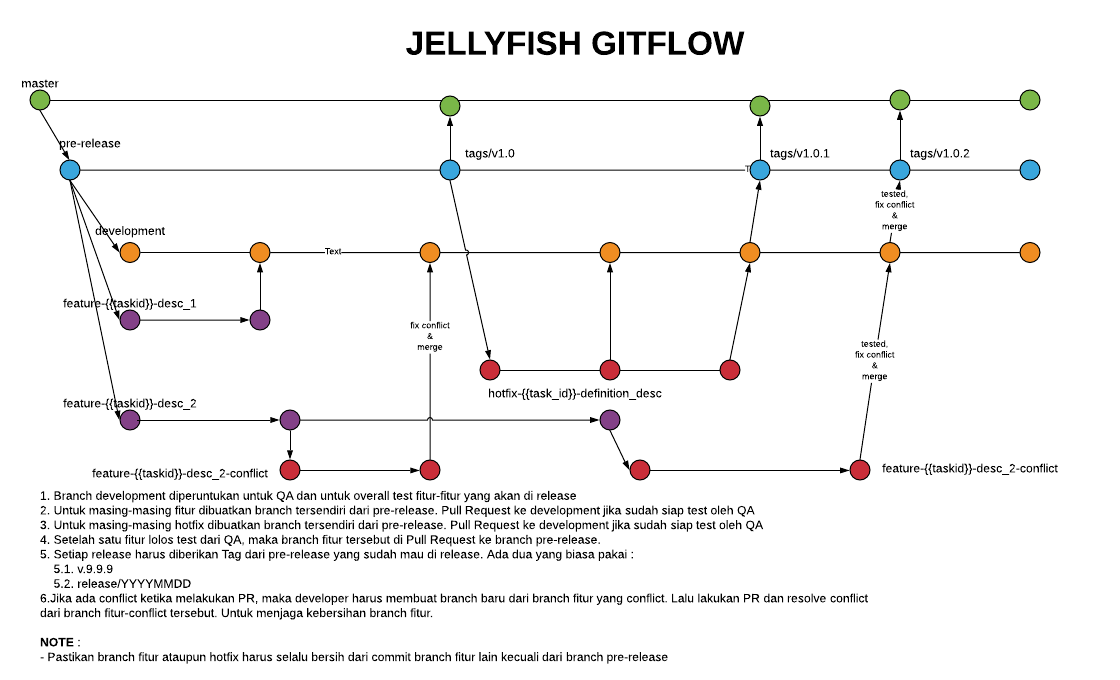 JELLYFISH GITFLOW
master
pre-release
tags/v1.0
T
tags/v1.0.1
tags/v1.0.2
tested,
fix conflict
&
merge
development
Text
feature-{{taskid}}-desc_1
fix conflict
&
merge
tested,
fix conflict
&
merge
hotfix-{{task_id}}-definition_desc
feature-{{taskid}}-desc_2
feature-{{taskid}}-desc_2-conflict
feature-{{taskid}}-desc_2-conflict
1. Branch development diperuntukan untuk QA dan untuk overall test fitur-fitur yang akan di release
2. Untuk masing-masing fitur dibuatkan branch tersendiri dari pre-release. Pull Request ke development jika sudah siap test oleh QA
3. Untuk masing-masing hotfix dibuatkan branch tersendiri dari pre-release. Pull Request ke development jika sudah siap test oleh QA
4. Setelah satu fitur lolos test dari QA, maka branch fitur tersebut di Pull Request ke branch pre-release.
5. Setiap release harus diberikan Tag dari pre-release yang sudah mau di release. Ada dua yang biasa pakai :
5.1. v.9.9.9
5.2. release/YYYYMMDD
6.Jika ada conflict ketika melakukan PR, maka developer harus membuat branch baru dari branch fitur yang conflict. Lalu lakukan PR dan resolve conflict
dari branch fitur-conflict tersebut. Untuk menjaga kebersihan branch fitur.
NOTE :
- Pastikan branch fitur ataupun hotfix harus selalu bersih dari commit branch fitur lain kecuali dari branch pre-release